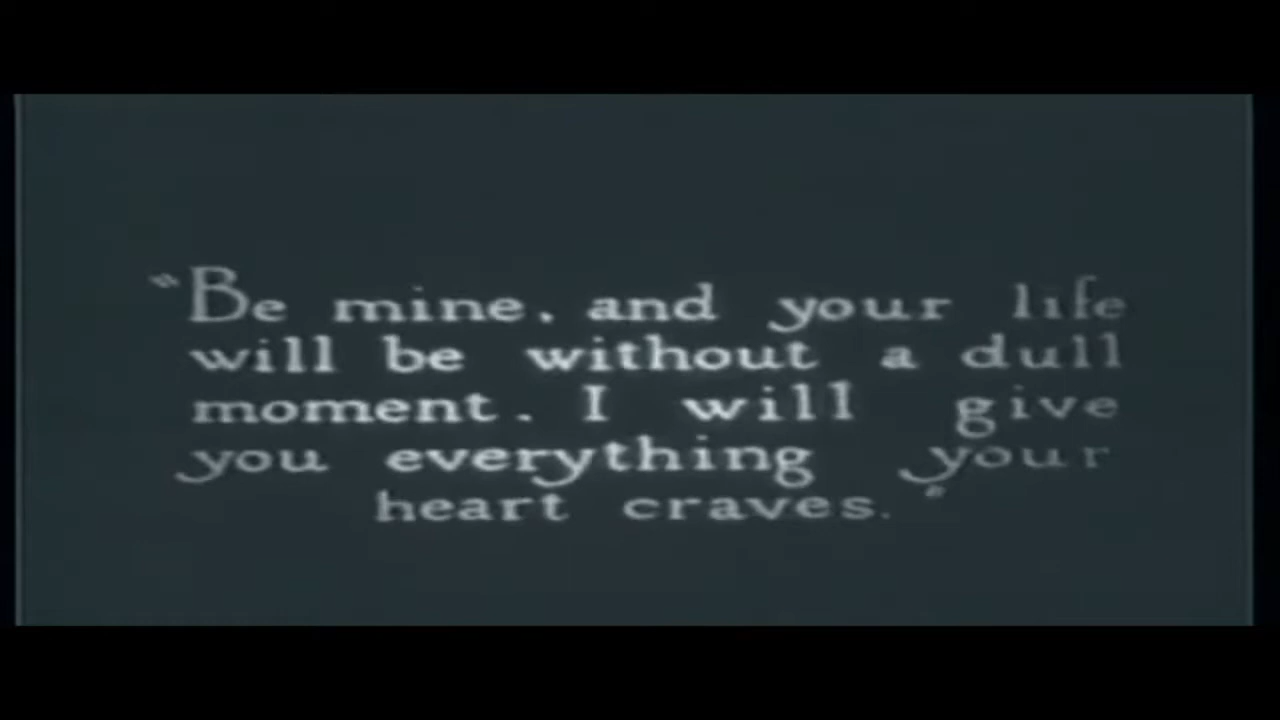 "Be mine, and your life
will be without a dull
moment. I will give
you everything your
heart craves."